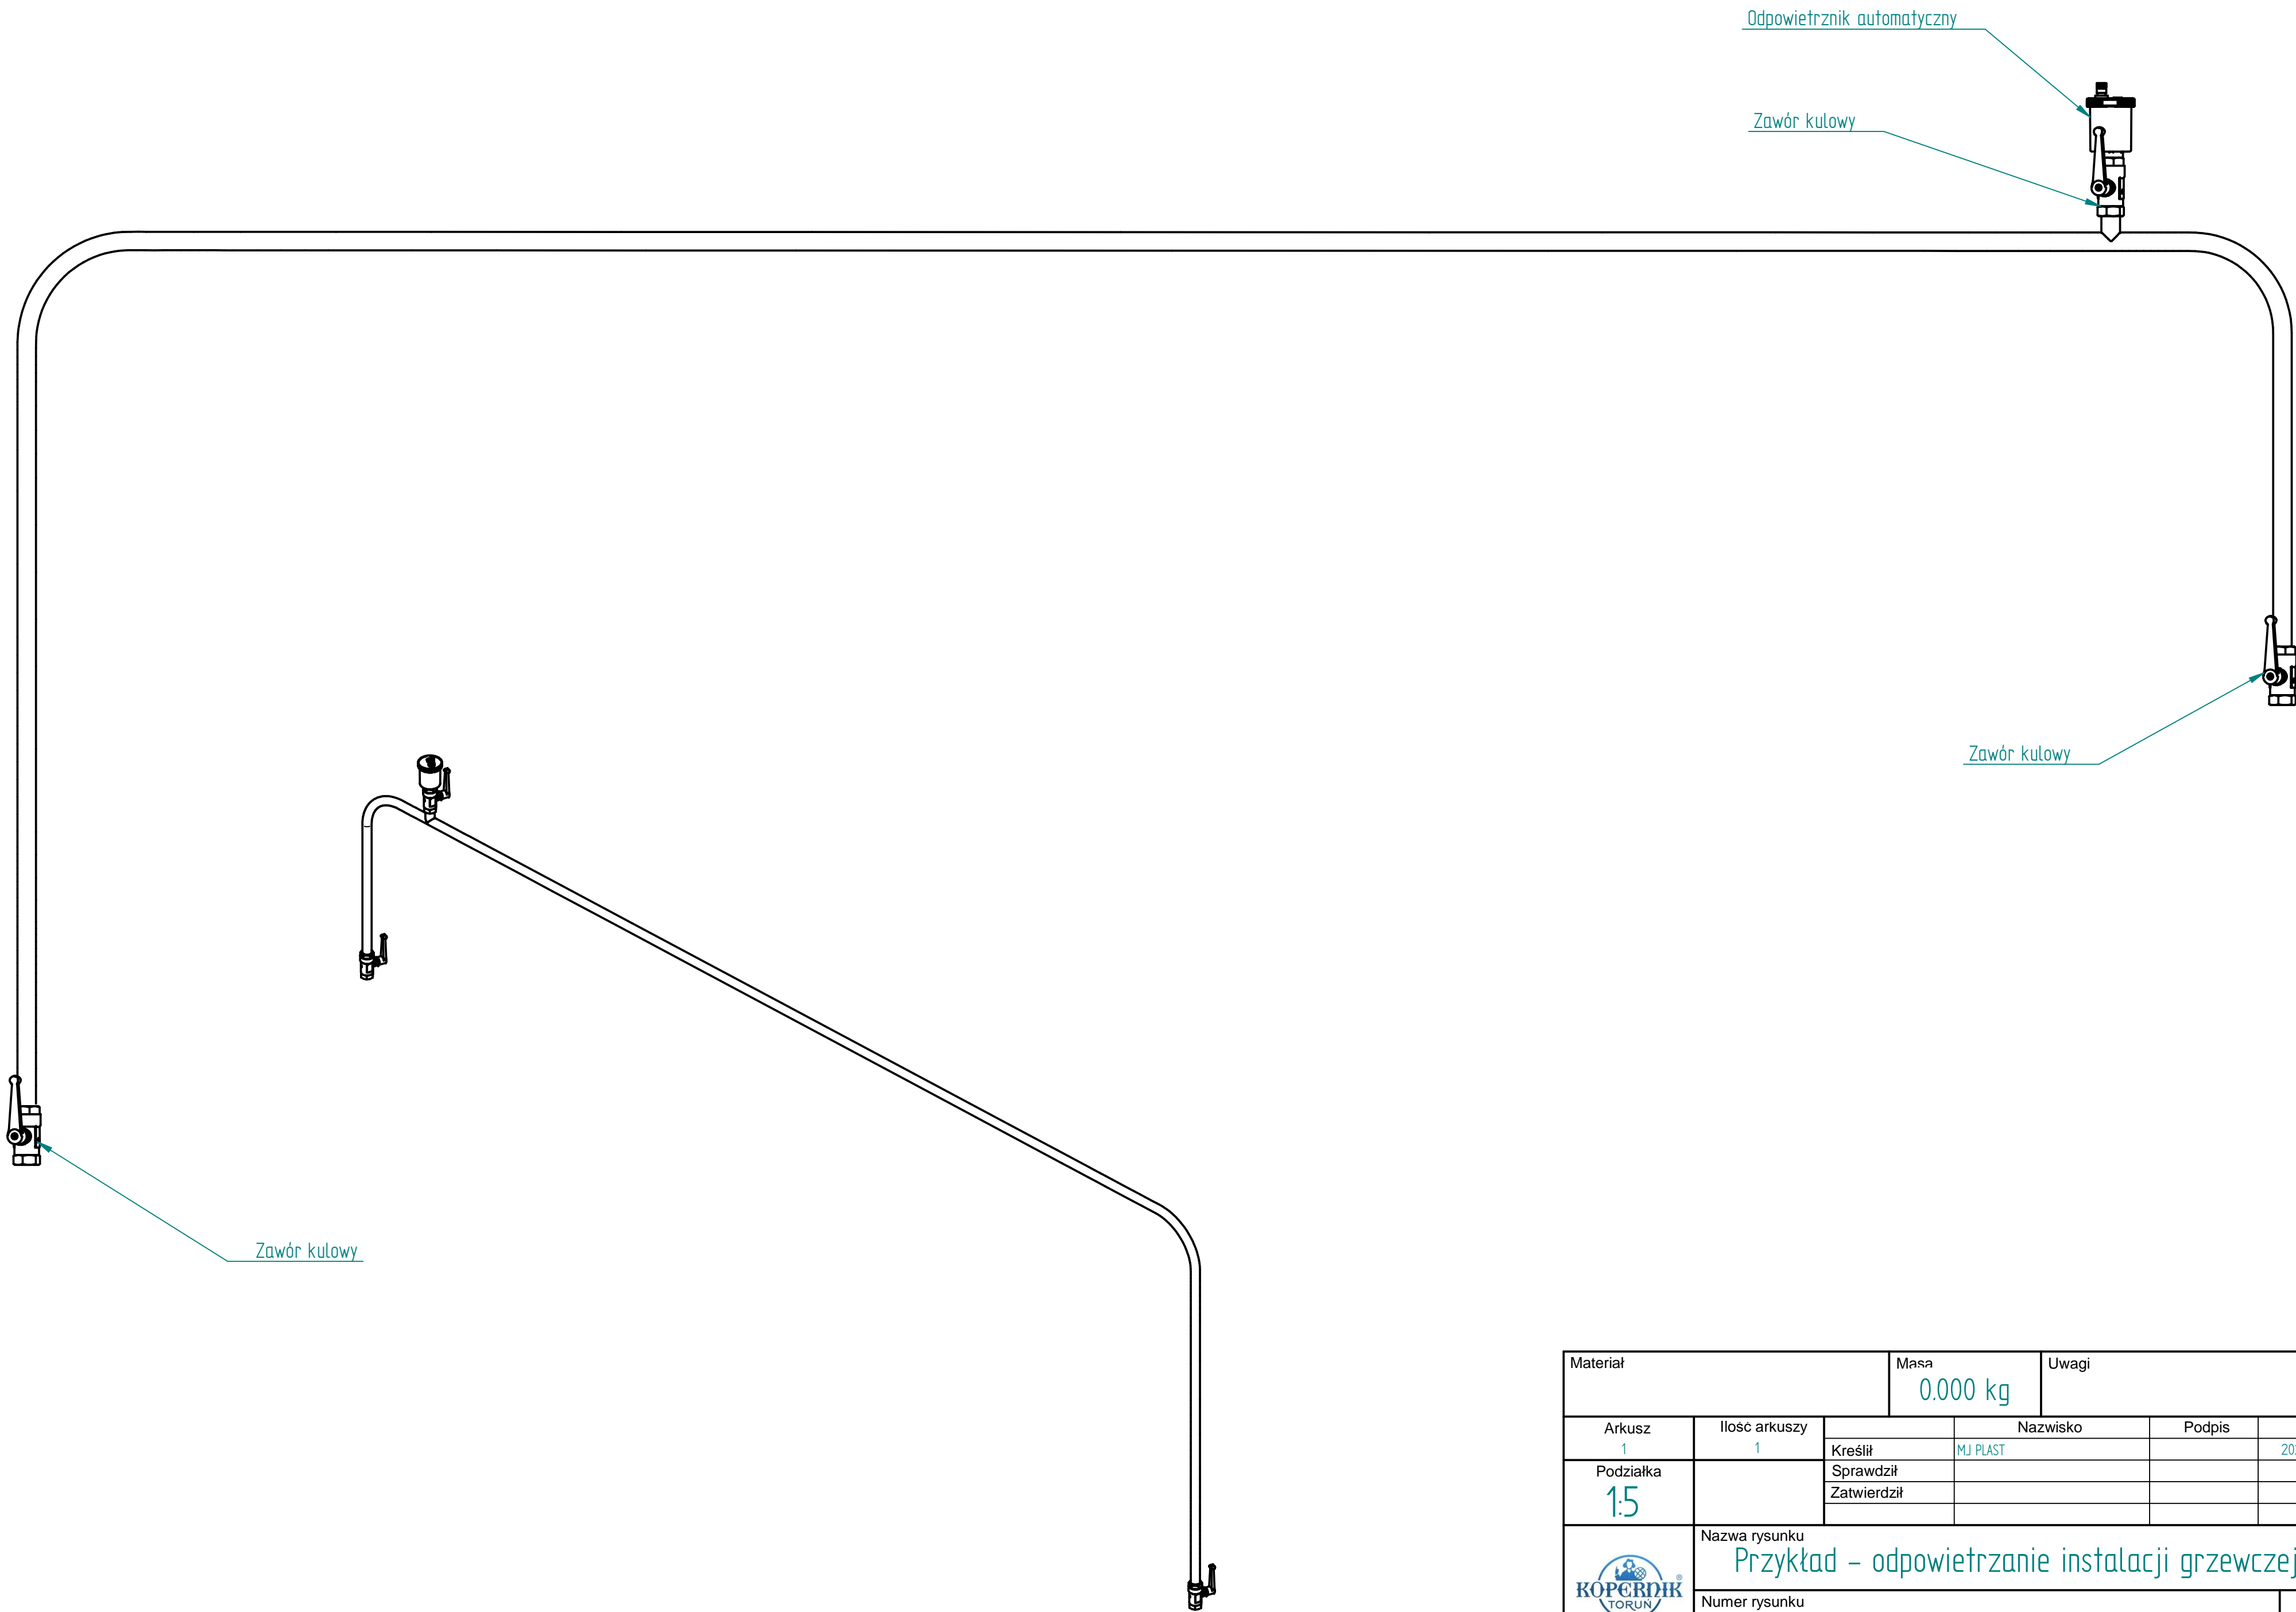 Odpowietrznik automatyczny
Zawór kulowy
Zawór kulowy
Zawór kulowy
Materiał
Masa
0.000 kg
Uwagi
Arkusz
1
Ilość arkuszy
1
Nazwisko
Podpis
Kreślił
MJ PLAST
Sprawdził
Zatwierdził
Podziałka
1:5
Nazwa rysunku
Przykład - odpowietrzanie instalacji grzewczej
KOPERNIK ®
TORUŃ
Numer rysunku